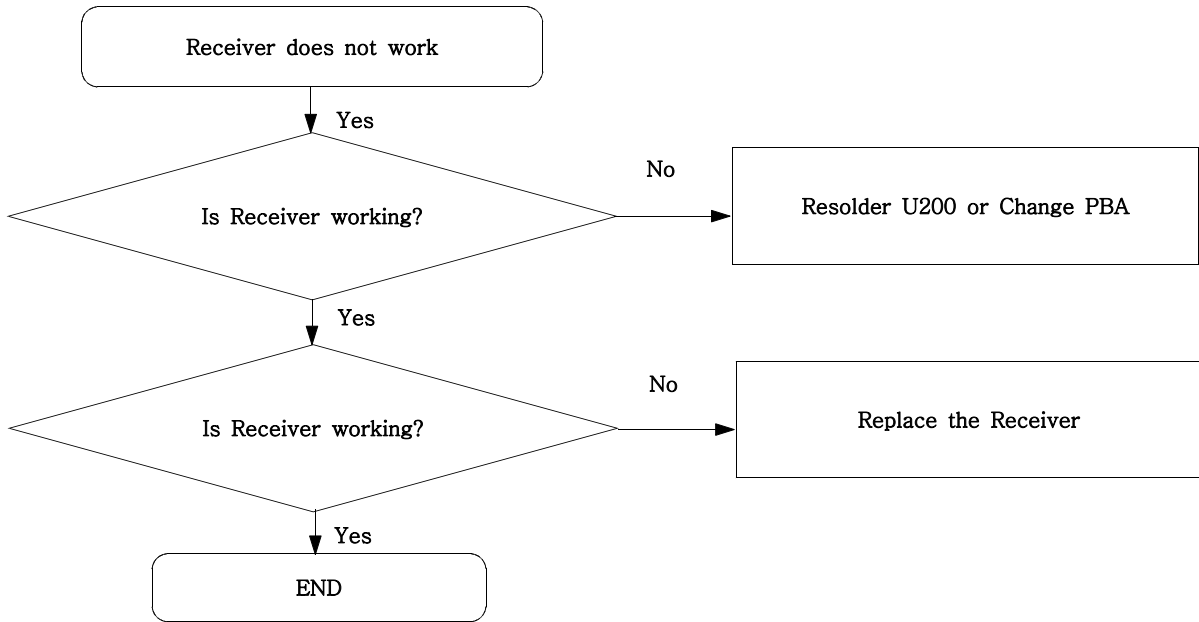 Receiver does not work
Yes
Is Receiver working?
No
Resolder U200 or Change PBA
Yes
Is Receiver working?
No
Replace the Receiver
Yes
END